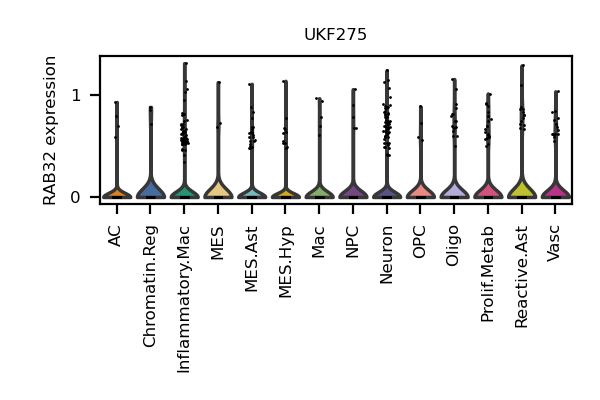 UKF275
RAB32 expression
1
0
AC
Chromatin.Reg
Inflammatory.Mac
MES
MES.Ast
MES.Hyp
Mac
NPC
Neuron
OPC
Oligo
Prolif.Metab
Reactive.Ast
Vasc